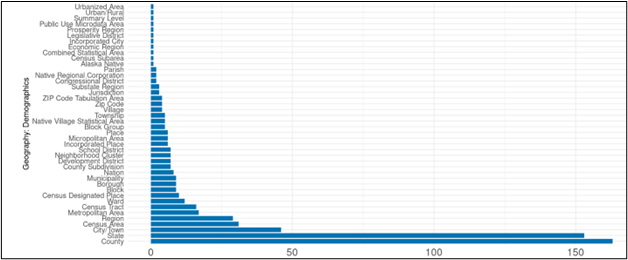 Urbanized Area
Urban/Rural
Summary Level
Public Use Microdata Area
Prosperity Region
Legislative District
Incorporated City
Economic Region
Combined Statistical Area
Census Subarea
Alaska Native
Parish
Native Regional Corporation
Congressional District
Substate Region
Jurisdiction
ZIP Code Tabulation Area
Zip Code
Village
Township
Native Village Statistical Area
Block Group
Place
Micropolitan Area
Incorporated Place
School District
Neighborhood Cluster
Development District
County Subdivision
Nation
Municipality
Borough
Block
Census Designated Place
Ward
Census Tract
Metropolitan Area
Region
Census Area
City/Town
State
County
Geography: Demographics
0 50 100 150